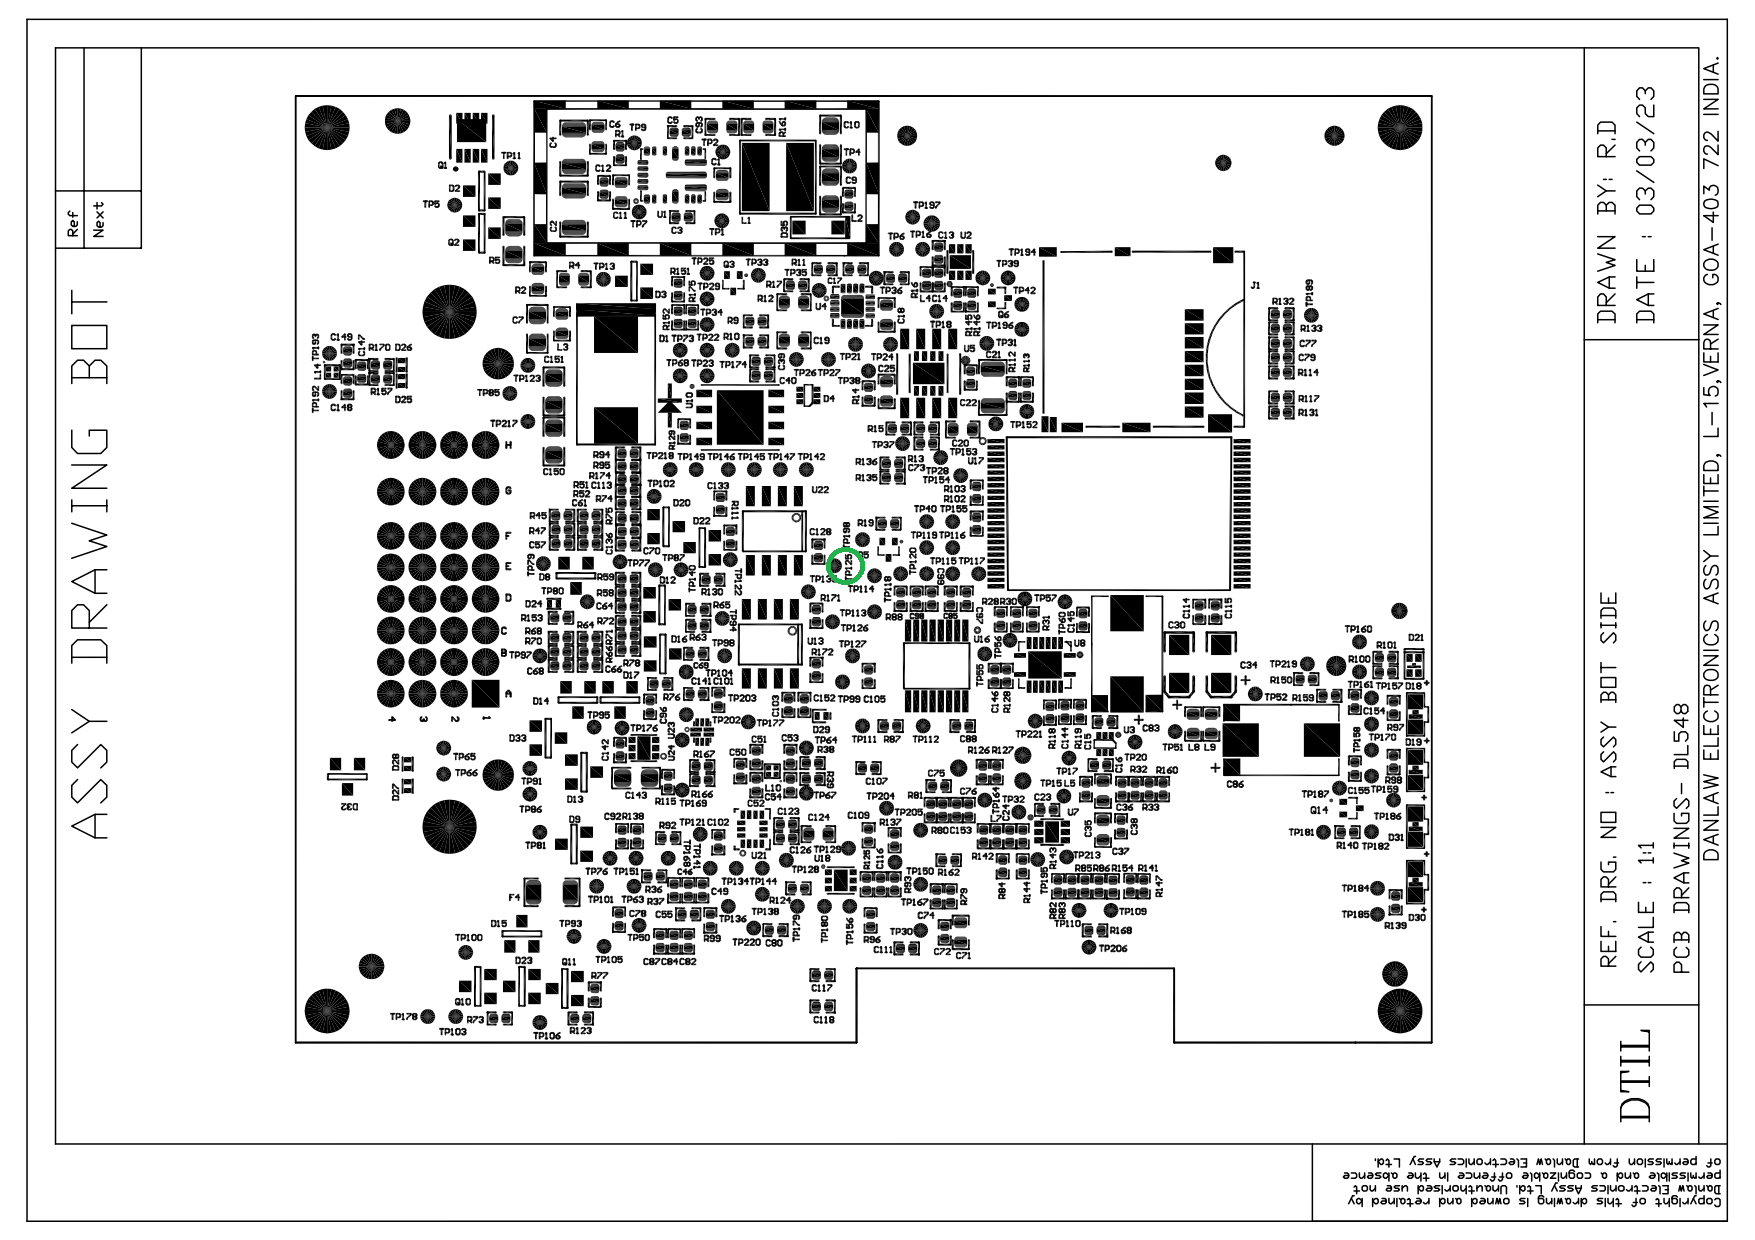 ASSY DRAWING BOT
Ref
Next
DRAWN BY: R.D
DATE : 03/03/23
REF. DRG. NO : ASSY BOT SIDE
SCALE : 1:1
PCB DRAWINGS- DL548
DANLAW ELECTRONICS ASSY LIMITED, L-15,VERNA, GOA-403 722 INDIA.
DTIL
Copyright of this drawing is owned and retained by
Danlaw Electronics Assy Ltd. Unauthorised use not
permissible and a cognizable offence in the absence
of permission from Danlaw Electronics Assy Ltd.
Q1
TP11
D2
TP5
Q2
R5
C4
C6
R1
TP9
C5
C93
R161
C10
TP2
C12
C1
TP4
C9
C11
TP7
U1
C3
TP1
L1
D35
L2
C2
TP197
TP6
TP16
C13
U2
TP194
J1
TP189
R4
TP13
R2
D3
C7
L3
R151
R175
R152
TP25
TP29
TP34
Q3
TP33
R11
TP35
R17
R12
C17
U4
TP36
C18
R16
L4
C14
TP39
TP42
Q6
TP196
TP31
R145
R146
TP18
R132
R133
C77
C79
R114
R117
R131
TP193
C149
C147
R170
D26
L14
TP192
C148
R157
D25
C151
TP123
TP85
TP217
C150
D1
TP73
TP22
R10
R9
TP174
C39
C19
TP68
TP23
TP26
TP27
TP21
TP24
TP38
C25
R14
U5
C21
C22
R112
R113
TP152
U10
C40
D4
R129
R15
TP37
C20
TP153
U17
H
G
F
E
D
C
B
A
4
3
2
1
R94
R95
R174
C113
TP218
TP149
TP146
TP145
TP147
TP142
R136
R135
R13
C73
TP28
TP154
R103
R102
R51
R52
C61
R74
TP102
C133
U22
R45
R47
C57
R75
C136
D20
D22
R111
C128
TP198
R19
TP40
TP155
TP119
TP116
TP79
D8
C70
TP87
TP77
TP140
TP122
TP125
TP114
TP118
TP120
TP115
C99
TP117
TP80
D24
R153
R59
R58
C64
D12
R130
R65
TP94
R171
TP113
TP126
R88
C98
C85
C97
R28
R30
TP57
R31
TP60
C145
C114
C115
R68
R70
TP97
C68
R64
R72
R71
R66
C66
R78
D16
R63
C69
TP98
U13
R172
TP127
U16
TP56
TP55
U8
C30
C34
TP160
R101
D21
TP219
R100
R150
D14
D17
TP104
C141
C101
R76
TP203
C152
C103
D29
TP99
C105
C146
R128
TP52
R159
TP161
TP157
D18
TP95
C96
TP176
D33
C142
U24
U23
TP202
TP177
TP64
R38
TP111
R87
TP112
C88
TP221
R118
C144
R119
C15
U3
C83
TP20
TP51
L8
L9
C154
R97
TP158
TP170
D19
D28
D27
TP65
TP66
D32
TP91
TP86
D13
C143
R115
R167
R166
TP169
C50
C51
C53
L10
C54
C52
R39
TP67
C107
TP204
TP205
R81
C75
C76
R126
R127
TP17
C16
TP15
L5
R32
R160
C36
R33
C86
TP187
C155
R98
TP159
Q14
TP186
TP181
R140
TP182
D31
D9
TP81
C92
R138
R92
TP121
C102
TP168
TP141
C123
C124
C126
TP129
U21
C109
R137
R80
C153
TP164
C24
TP32
C23
U7
C35
C38
C37
R142
R143
TP213
F4
TP76
TP151
TP101
TP63
R36
R37
C46
C49
TP134
TP144
TP128
U18
R124
R125
C116
R93
TP150
R162
TP167
R79
R84
R144
TP195
R85
R86
R154
R141
R147
R82
R83
TP184
TP185
D30
R139
D15
TP93
C78
C55
TP50
R99
TP136
TP138
TP179
TP180
TP156
TP220
C80
R96
C74
TP30
C111
C72
C71
TP110
TP109
R168
TP206
TP100
D23
Q11
R77
TP105
C87
C84
C82
Q10
TP178
TP103
R73
TP106
R123
C117
C118